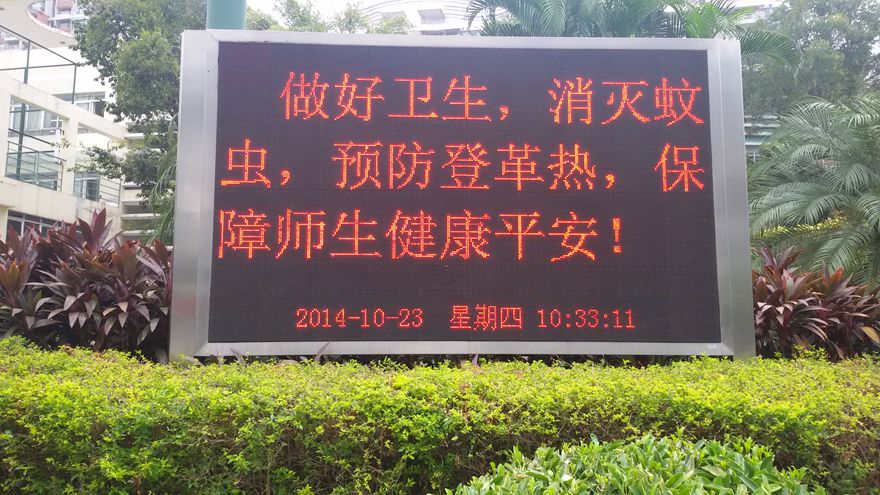 做好卫生，消灭蚊
虫，预防登革热，保
障师生健康平安！
2014-10-23 星期四 10:33:11